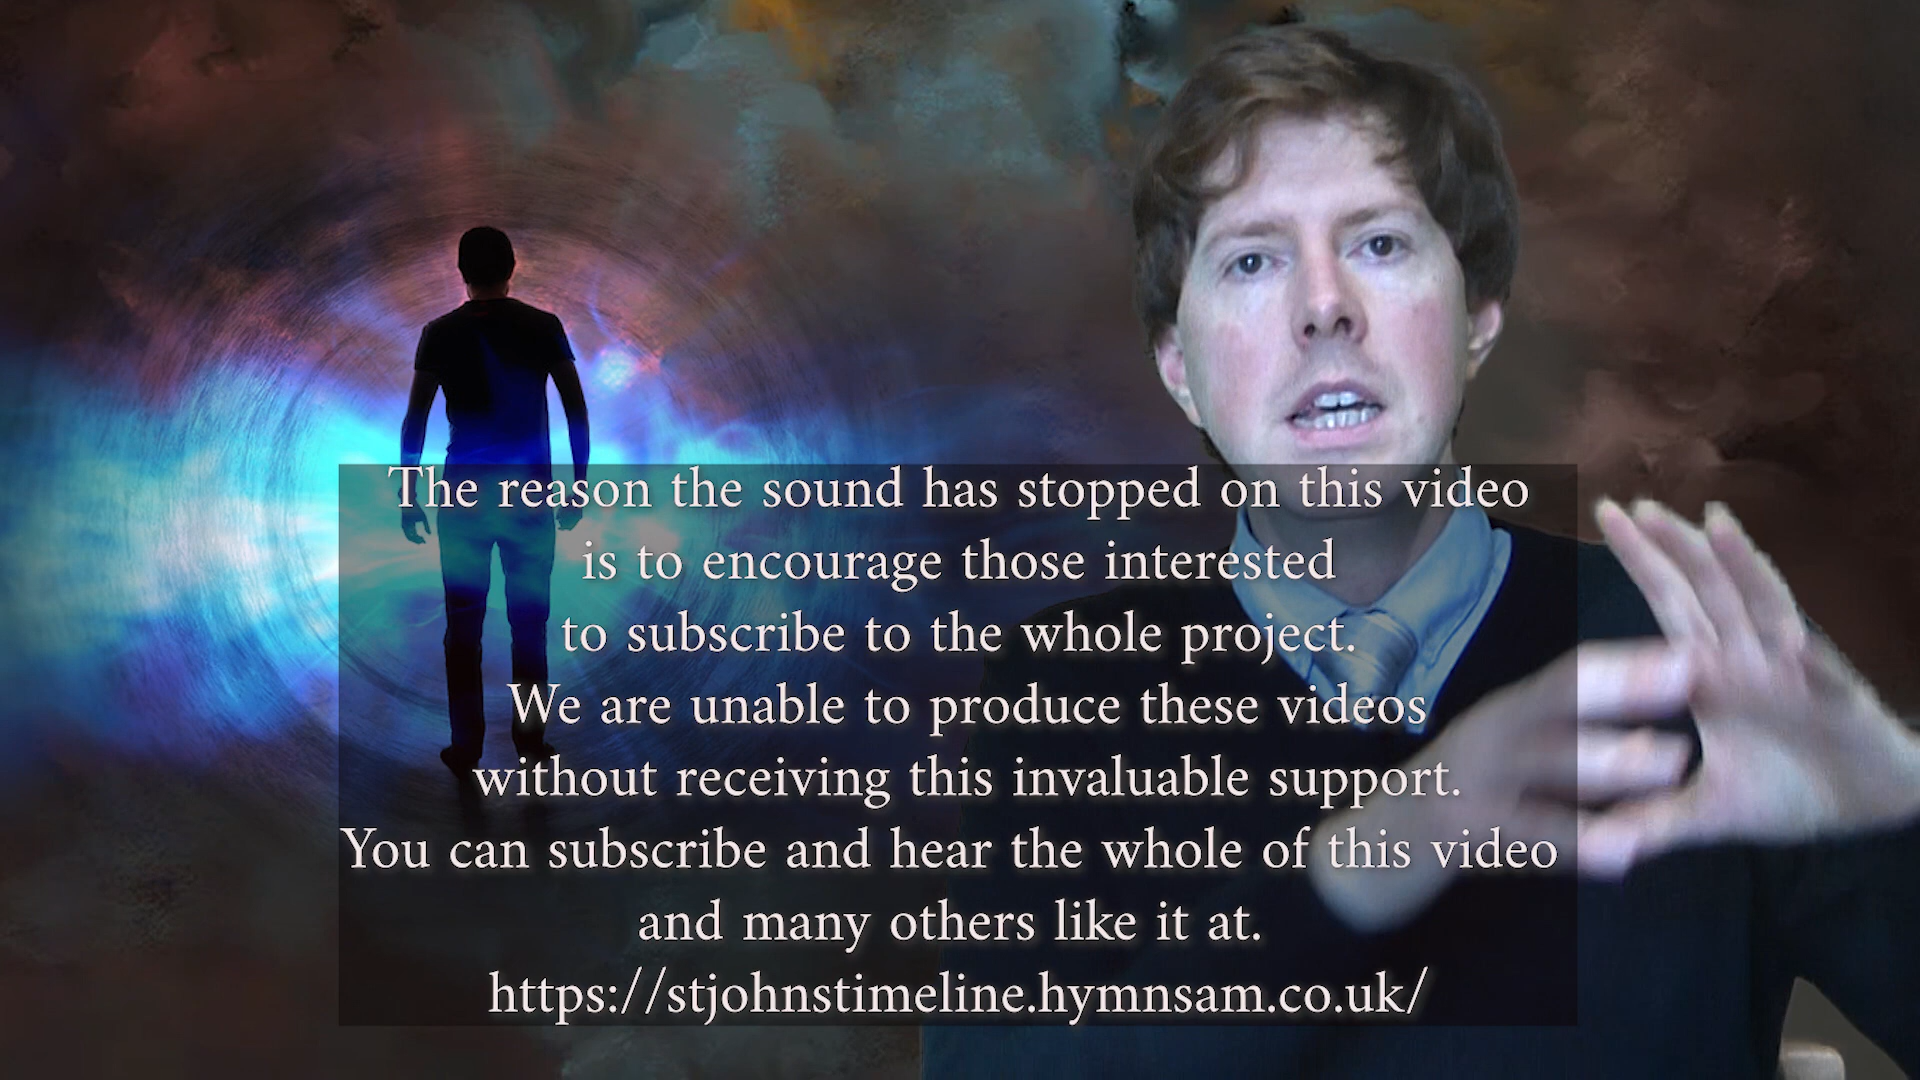 The reason the sound has stopped on this video
is to encourage those interested
to subscribe to the whole project.
We are unable to produce these videos
without receiving this invaluable support.
You can subscribe and hear the whole of this video
and many others like it at.
https://stjohnstimeline.hymnsam.co.uk/